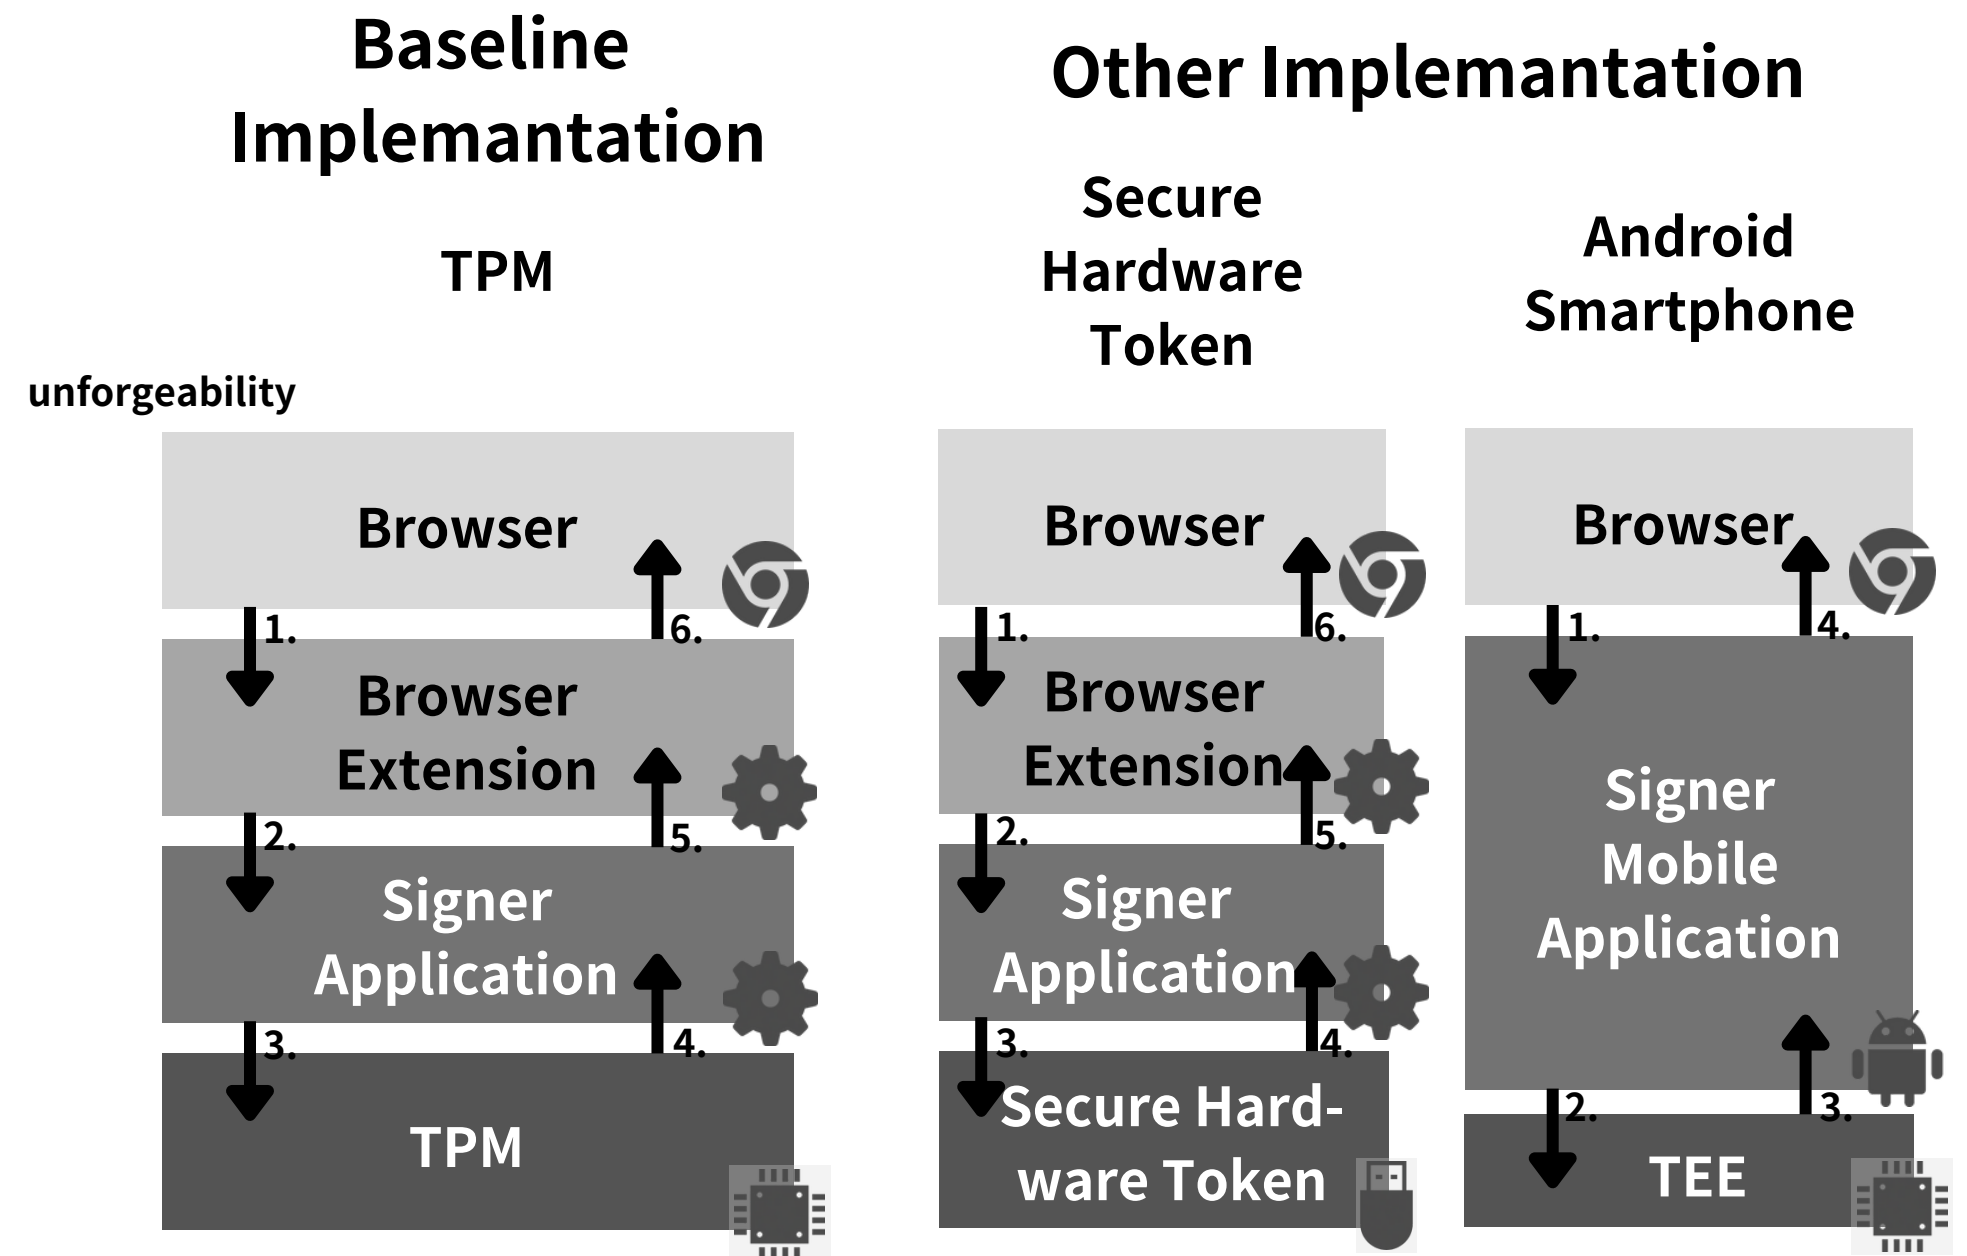 Baseline
Implemantation
TPM
unforgeability
Browser
1.
6.
Browser
Extension
2.
5.
Signer
Application
3.
4.
TPM
Other Implemantation
Secure
Hardware
Token
Browser
1.
6.
Browser
Extension
2.
5.
Signer
Application
3.
4.
Secure Hard-
ware Token
Android
Smartphone
Browser
1.
4.
Signer
Mobile
Application
2.
3.
TEE